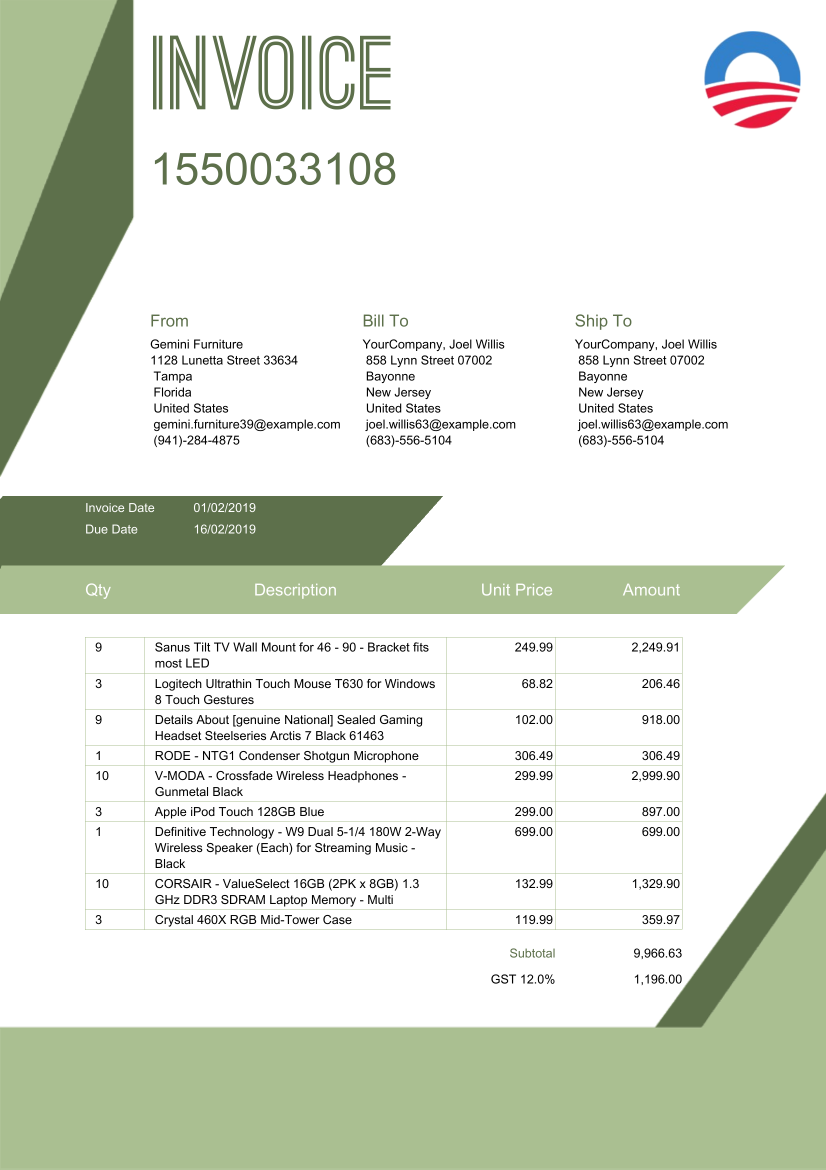 INVOICE
1550033108
From
Gemini Furniture
1128 Lunetta Street 33634
Tampa
Florida
United States
gemini.furniture39@example.com
(941)-284-4875
Bill To
YourCompany, Joel Willis
858 Lynn Street 07002
Bayonne
New Jersey
United States
joel.willis63@example.com
(683)-556-5104
Ship To
YourCompany, Joel Willis
858 Lynn Street 07002
Bayonne
New Jersey
United States
joel.willis63@example.com
(683)-556-5104
Invoice Date 01/02/2019
Due Date 16/02/2019
Qty Description Unit Price Amount
9 Sanus Tilt TV Wall Mount for 46 - 90 - Bracket fits 249.99 2,249.91
most LED
3 Logitech Ultrathin Touch Mouse T630 for Windows 68.82 206.46
8 Touch Gestures
9 Details About [genuine National] Sealed Gaming 102.00 918.00
Headset Steelseries Arctis 7 Black 61463
1 RODE - NTG1 Condenser Shotgun Microphone 306.49 306.49
10 V-MODA - Crossfade Wireless Headphones - 299.99 2,999.90
Gunmetal Black
3 Apple iPod Touch 128GB Blue 299.00 897.00
1 Definitive Technology - W9 Dual 5-1/4 180W 2-Way 699.00 699.00
Wireless Speaker (Each) for Streaming Music -
Black
10 CORSAIR - ValueSelect 16GB (2PK x 8GB) 1.3 132.99 1,329.90
GHz DDR3 SDRAM Laptop Memory - Multi
3 Crystal 460X RGB Mid-Tower Case 119.99 359.97
Subtotal 9,966.63
GST 12.0% 1,196.00